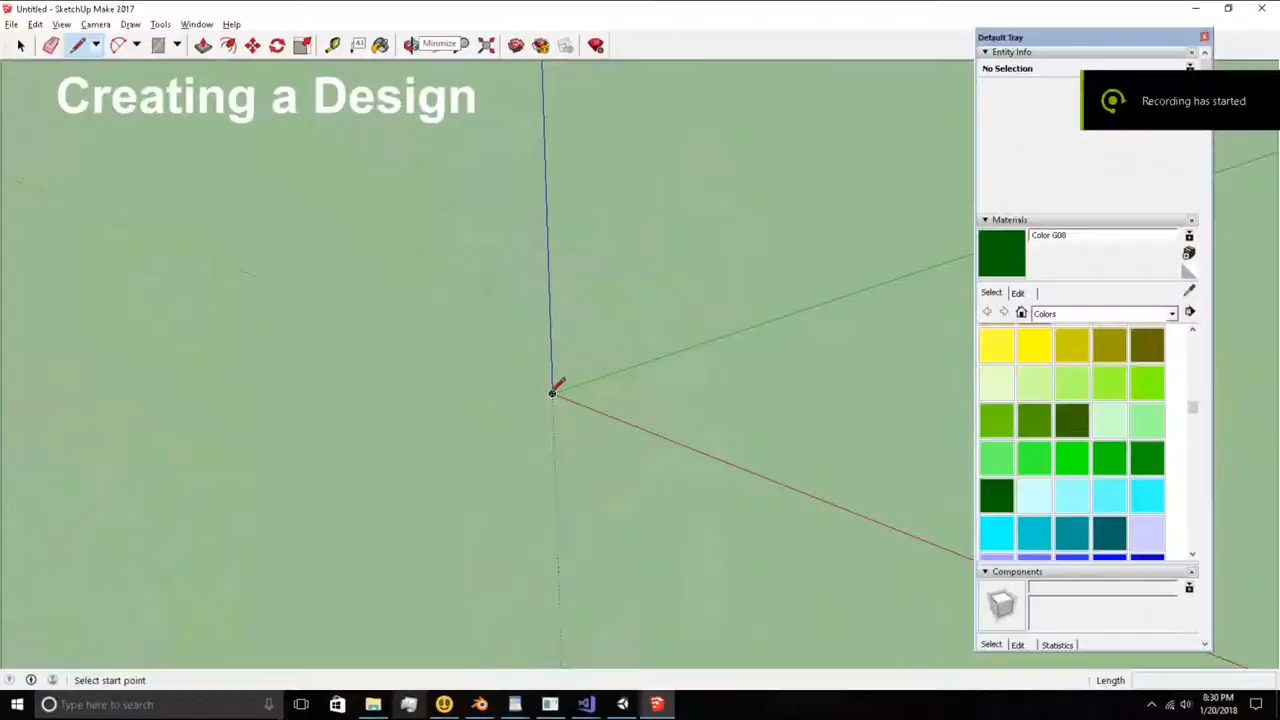 Untitled - SketchUp Make 2017
File Edit View Camera Draw Tools Window Help
Minimize
Creating a Design
Default Tray
Entity Info
No Selection
Recording has started
Materials
Color G08
Select Edit
Colors
Components
Select Edit Statistics
Select start point
Length
Type here to search
8:30 PM
1/20/2018